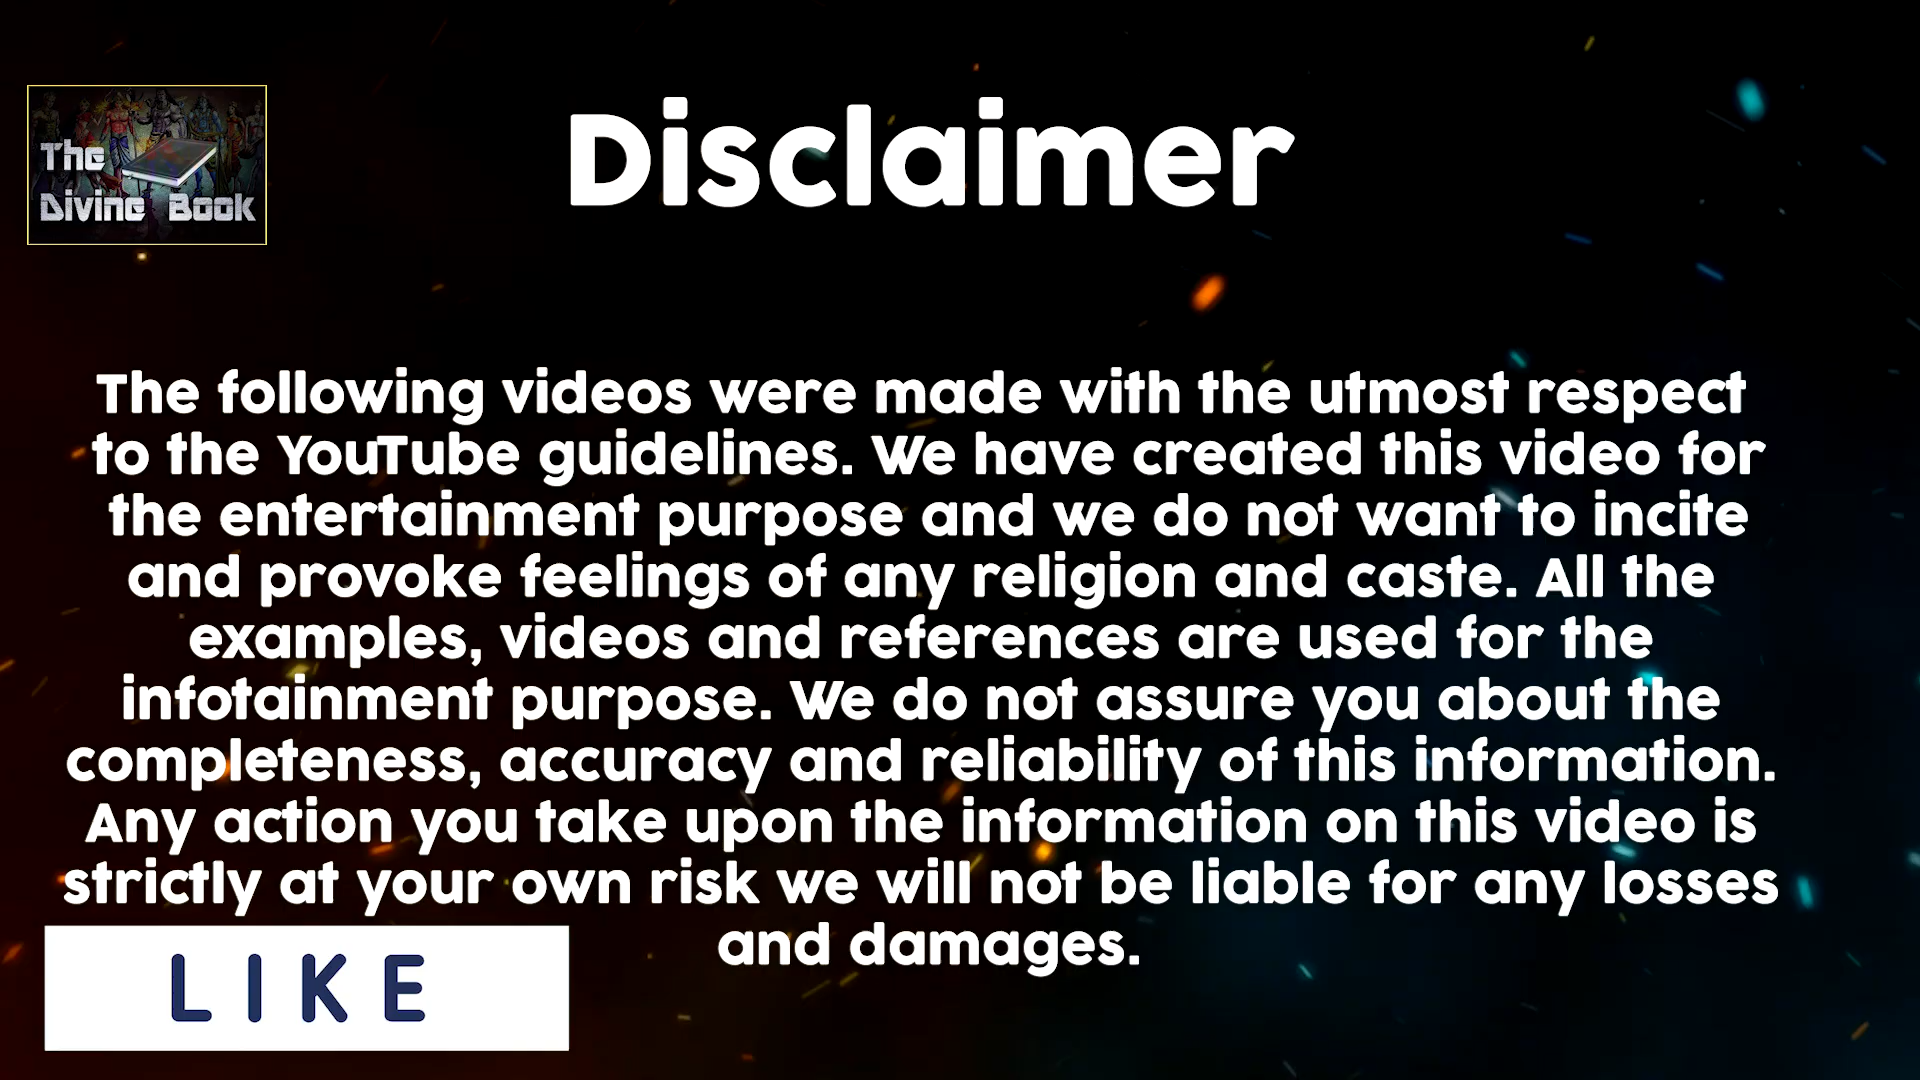 Disclaimer
The
Divine Book
The following videos were made with the utmost respect
to the YouTube guidelines. We have created this video for
the entertainment purpose and we do not want to incite
and provoke feelings of any religion and caste. All the
examples, videos and references are used for the
infotainment purpose. We do not assure you about the
completeness, accuracy and reliability of this information.
Any action you take upon the information on this video is
strictly at your own risk we will not be liable for any losses
and damages.
LIKE